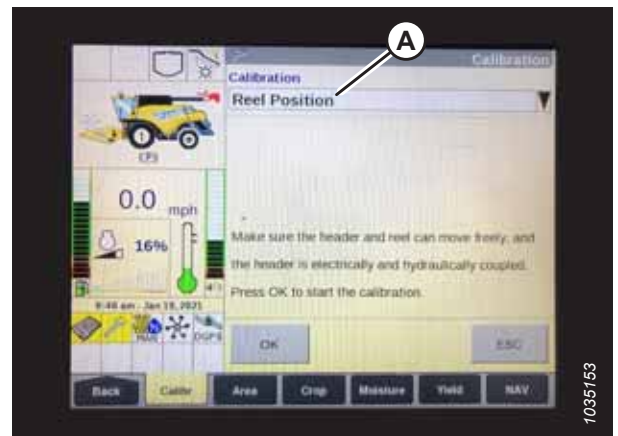 A
Calibration
Calibration
Reel Position
CP3
0.0 mph
16%
Make sure the header and reel can move freely, and
the header is electrically and hydraulically coupled.
Press OK to start the calibration.
9:48 am Jan 19, 2021
DGPS
OK
ESC
Back
Calibr
Area
Crop
Moisture
Yield
NAV
1035153